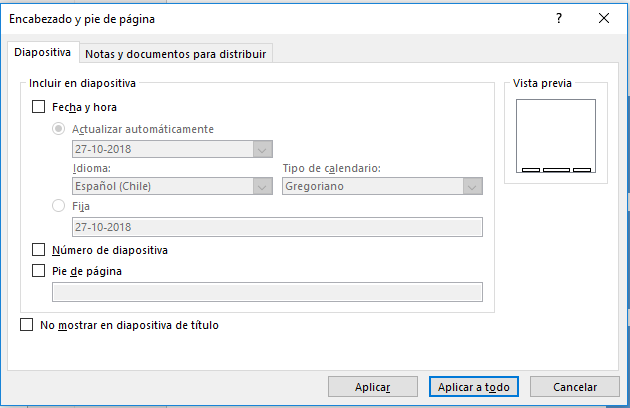 Encabezado y pie de página
Diapositiva
Notas y documentos para distribuir
Incluir en diapositiva
Fecha y hora
Actualizar automáticamente
27-10-2018
Idioma:
Tipo de calendario:
Español (Chile)
Gregoriano
Fija
27-10-2018
Número de diapositiva
Pie de página
No mostrar en diapositiva de título
Vista previa
Aplicar
Aplicar a todo
Cancelar